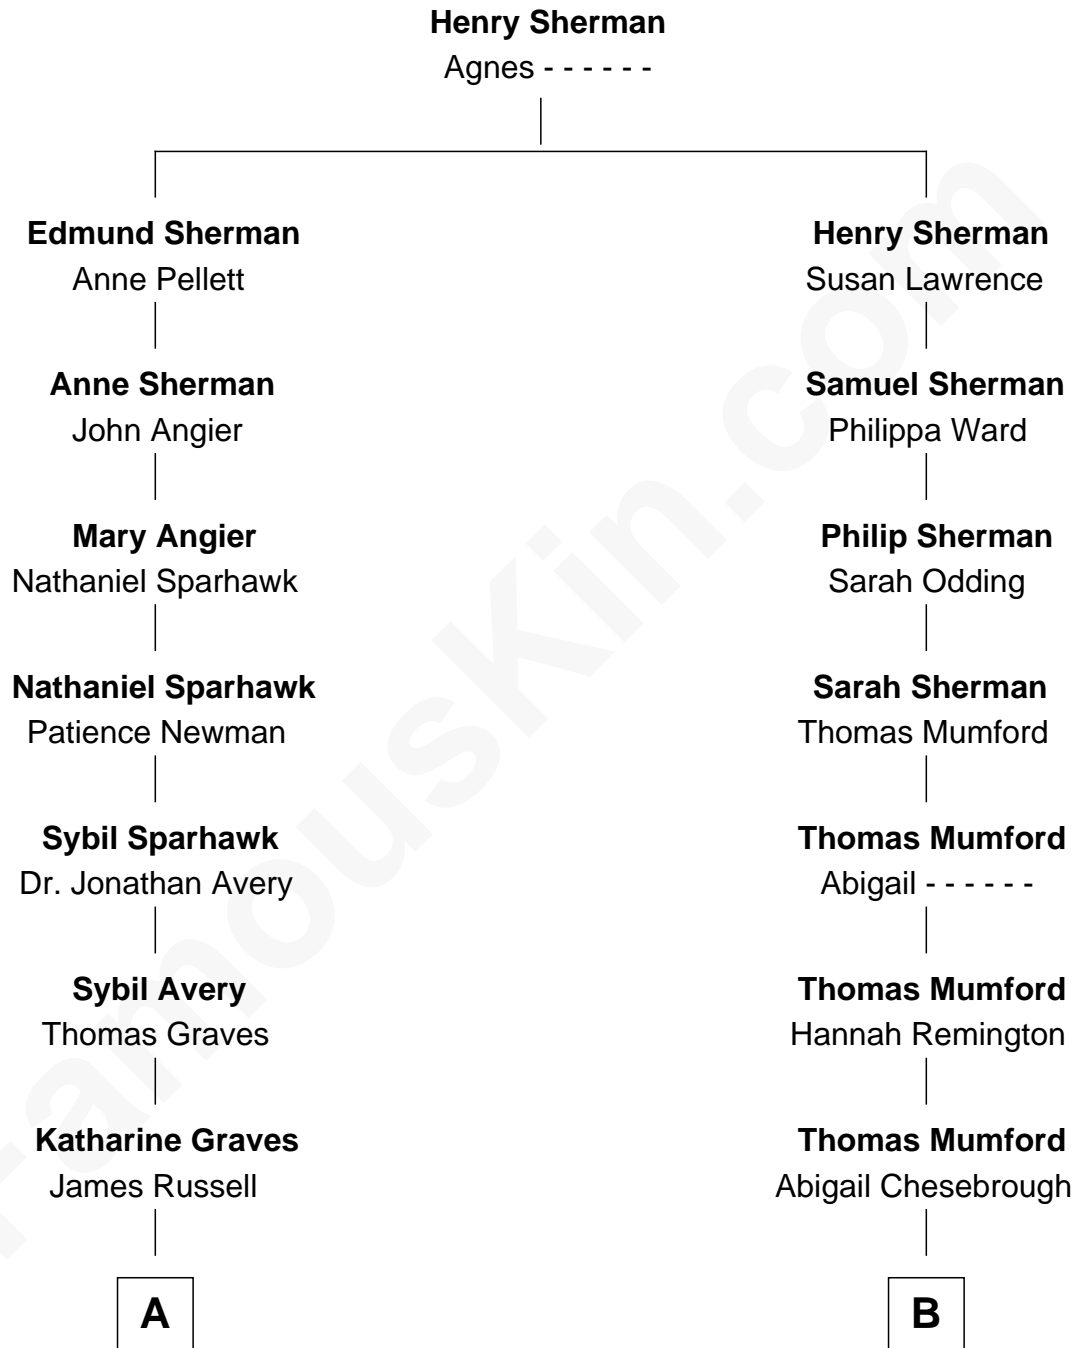 Henry Sherman
Agnes - - - - - -
Edmund Sherman
Anne Pellett
Henry Sherman
Susan Lawrence
Anne Sherman
John Angier
Samuel Sherman
Philippa Ward
Mary Angier
Nathaniel Sparhawk
Philip Sherman
Sarah Odding
Nathaniel Sparhawk
Patience Newman
Sarah Sherman
Thomas Mumford
Sybil Sparhawk
Dr. Jonathan Avery
Thomas Mumford
Abigail - - - - - -
Sybil Avery
Thomas Graves
Thomas Mumford
Hannah Remington
Katharine Graves
James Russell
Thomas Mumford
Abigail Chesebrough
A
B
FamousKin.com